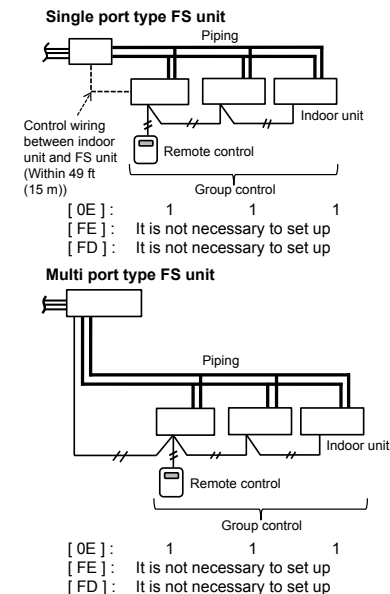 Single port type FS unit
Piping
Indoor unit
Control wiring
between indoor
unit and FS unit
(Within 49 ft
(15 m))
Remote control
Group control
[ 0E ] : 1 1 1
[ FE ] : It is not necessary to set up
[ FD ] : It is not necessary to set up
Multi port type FS unit
Piping
Indoor unit
Remote control
Group control
[ 0E ] : 1 1 1
[ FE ] : It is not necessary to set up
[ FD ] : It is not necessary to set up